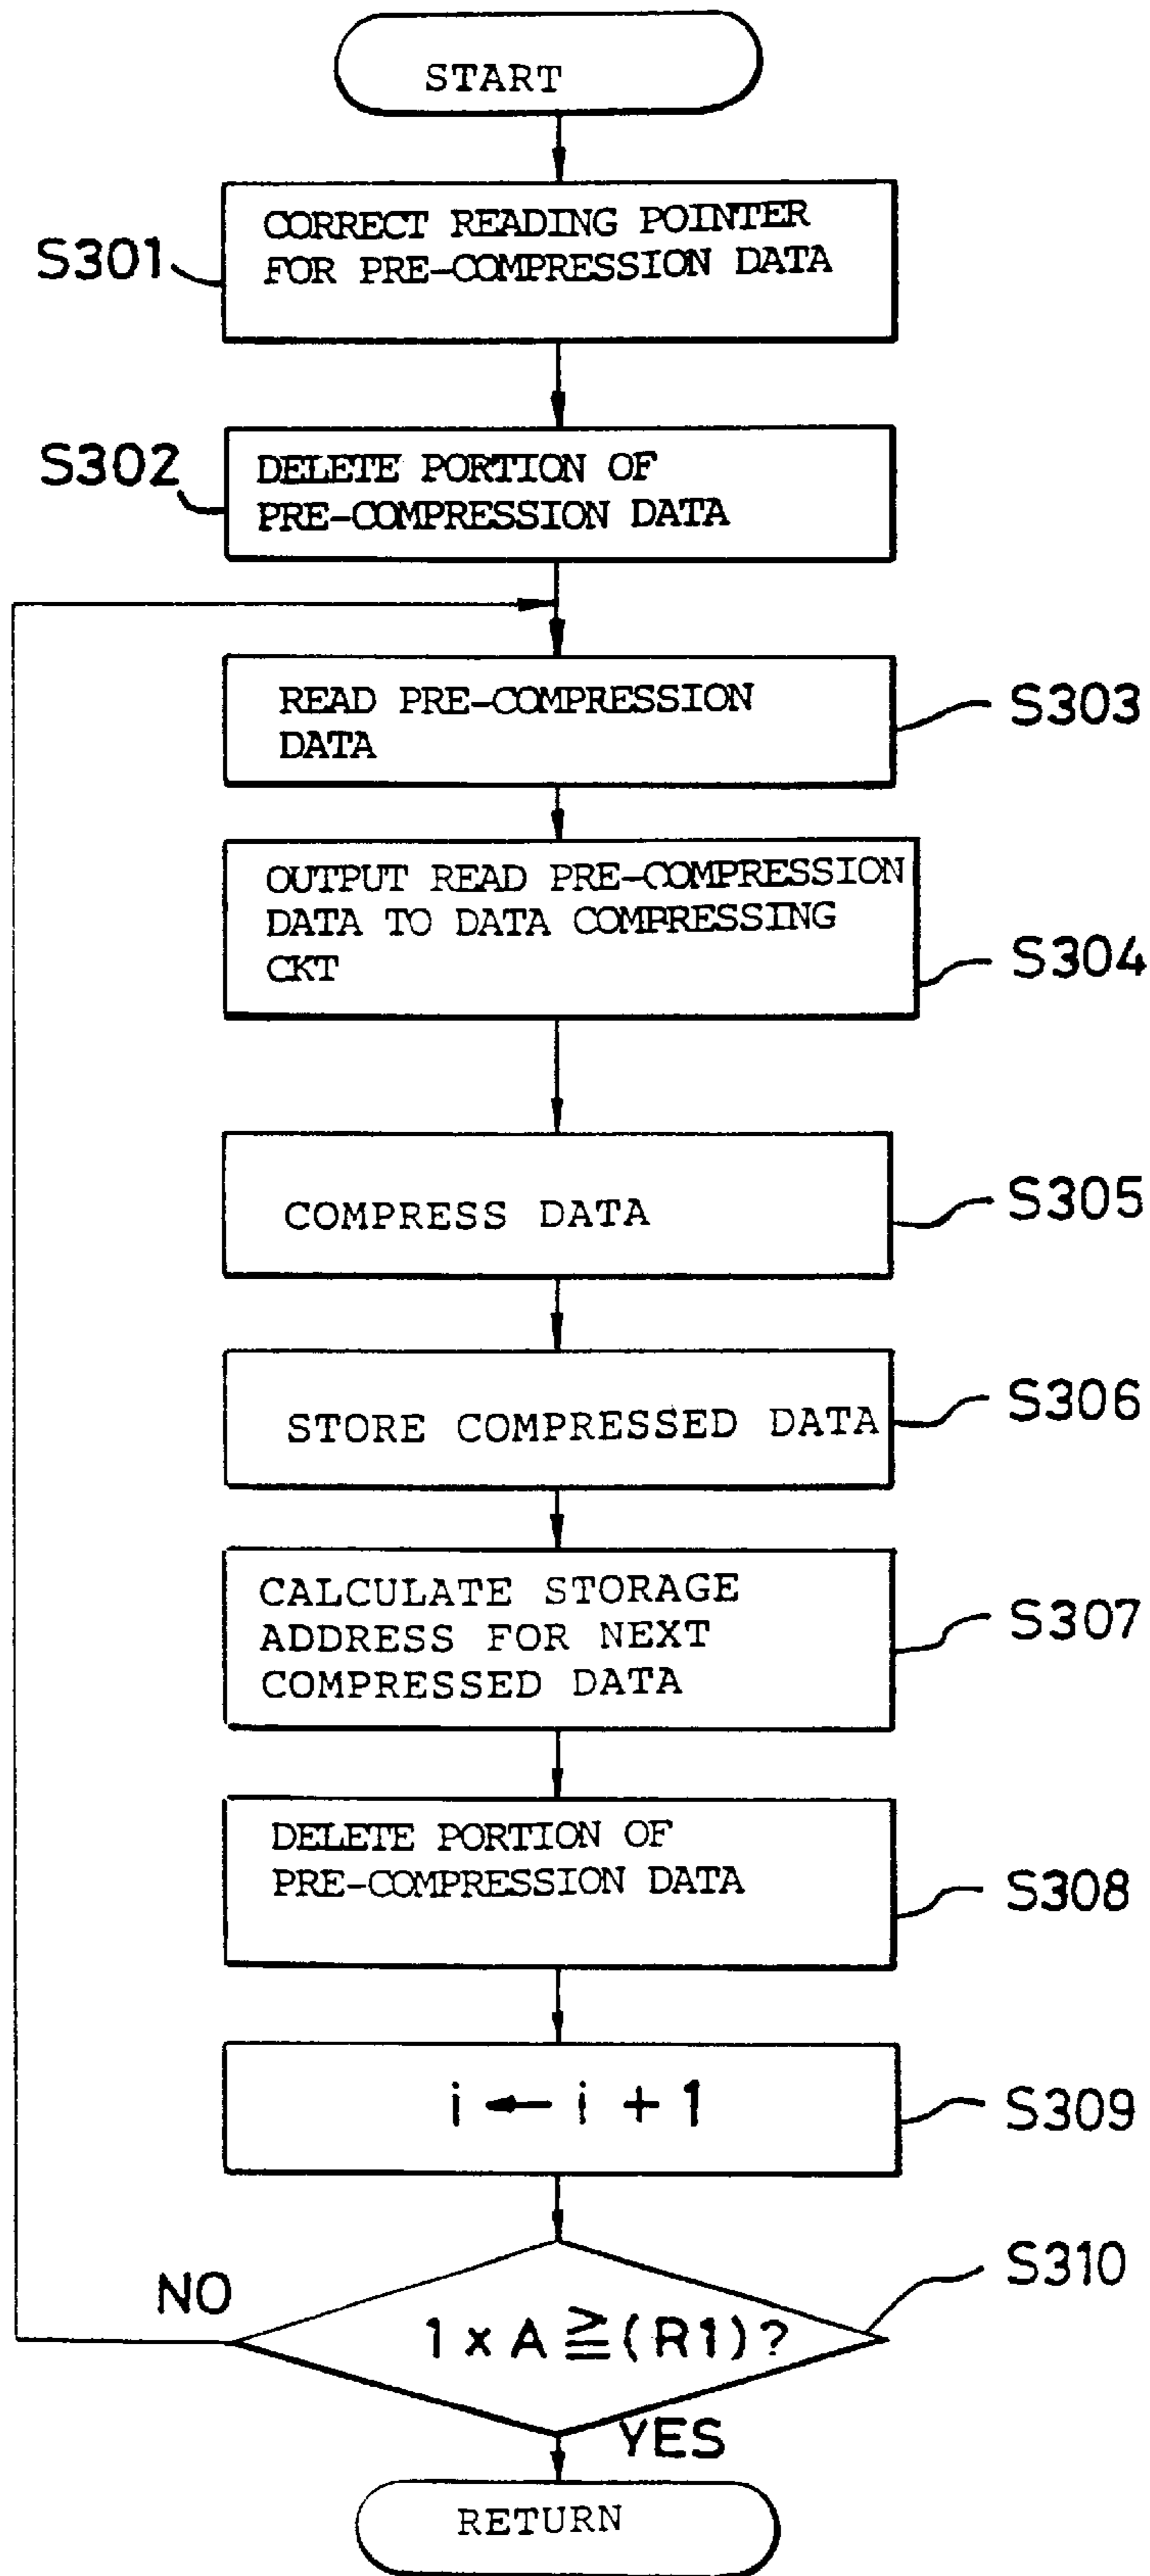 START
S301
CORRECT READING POINTER
FOR PRE-COMPRESSION DATA
S302
DELETE PORTION OF
PRE-COMPRESSION DATA
READ PRE-COMPRESSION
DATA
S303
OUTPUT READ PRE-COMPRESSION
DATA TO DATA COMPRESSING
CKT
S304
COMPRESS DATA
S305
STORE COMPRESSED DATA
S306
CALCULATE STORAGE
ADDRESS FOR NEXT
COMPRESSED DATA
S307
DELETE PORTION OF
PRE-COMPRESSION DATA
S308
i ← i + 1
S309
S310
NO
1 x A ≧ (R1) ?
YES
RETURN